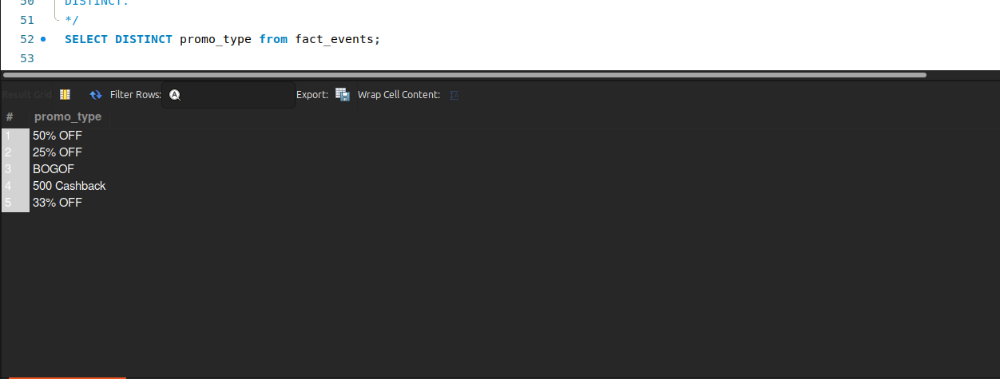 50 DISTINCT.
51 */
52 SELECT DISTINCT promo_type from fact_events;
53
Result Grid Filter Rows: Export: Wrap Cell Content: IA
# promo_type
1 50% OFF
2 25% OFF
3 BOGOF
4 500 Cashback
5 33% OFF